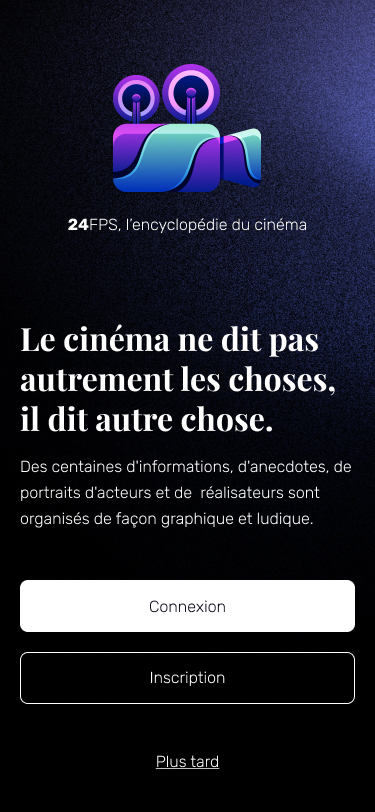 24FPS, l'encyclopédie du cinéma
Le cinéma ne dit pas
autrement les choses,
il dit autre chose.
Des centaines d'informations, d'anecdotes, de
portraits d'acteurs et de  réalisateurs sont
organisés de façon graphique et ludique.
Connexion
Inscription
Plus tard